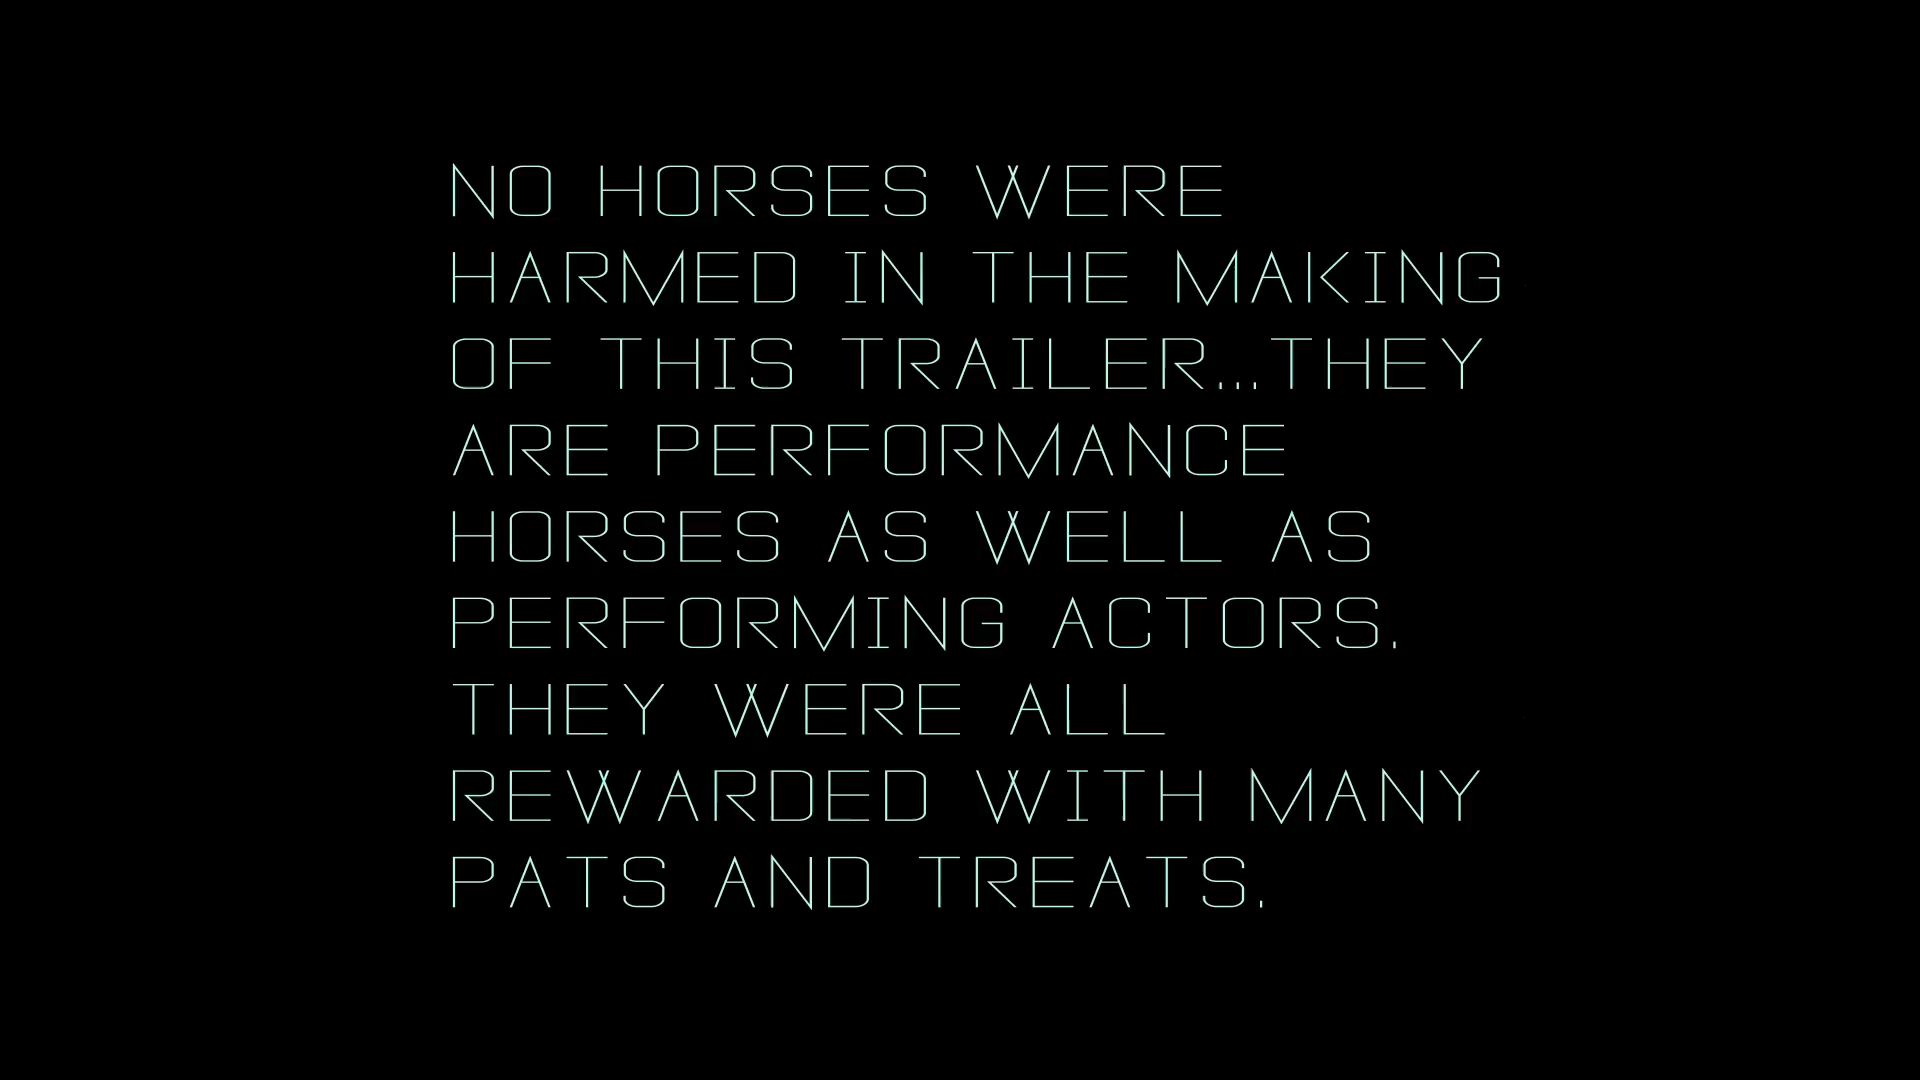 NO HORSES WERE
HARMED IN THE MAKING
OF THIS TRAILER...THEY
ARE PERFORMANCE
HORSES AS WELL AS
PERFORMING ACTORS.
THEY WERE ALL
REWARDED WITH MANY
PATS AND TREATS.